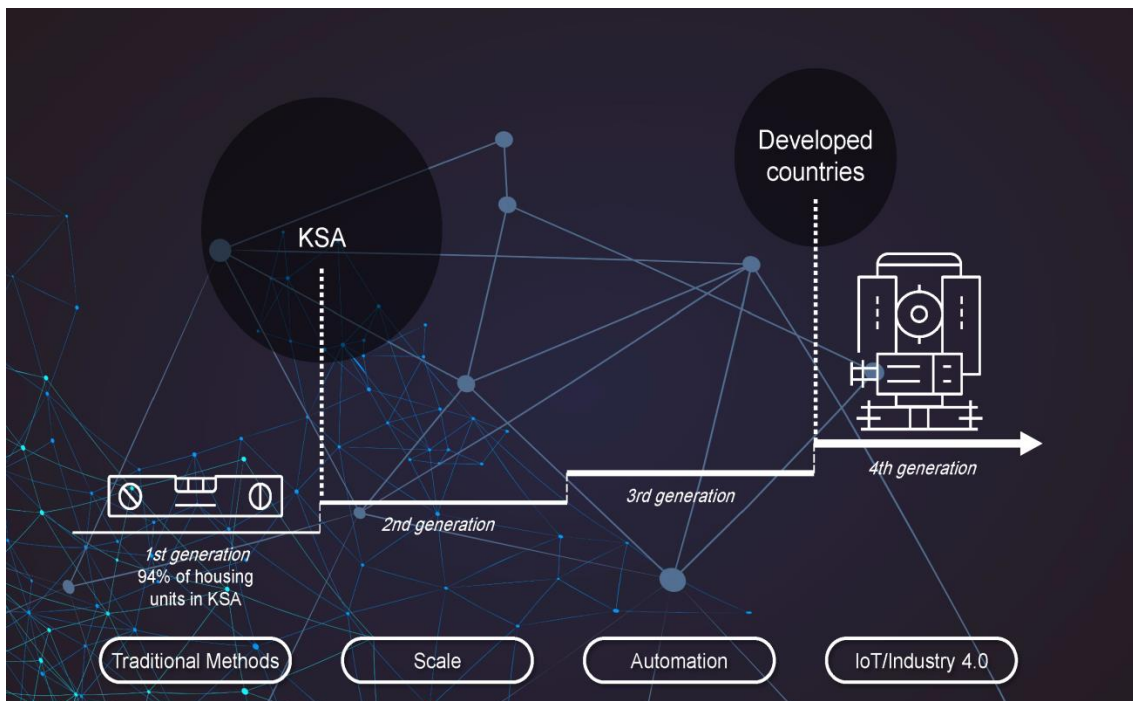 Developed
countries
KSA
4th generation
3rd generation
2nd generation
1st generation
94% of housing
units in KSA
Traditional Methods
Scale
Automation
IoT/Industry 4.0